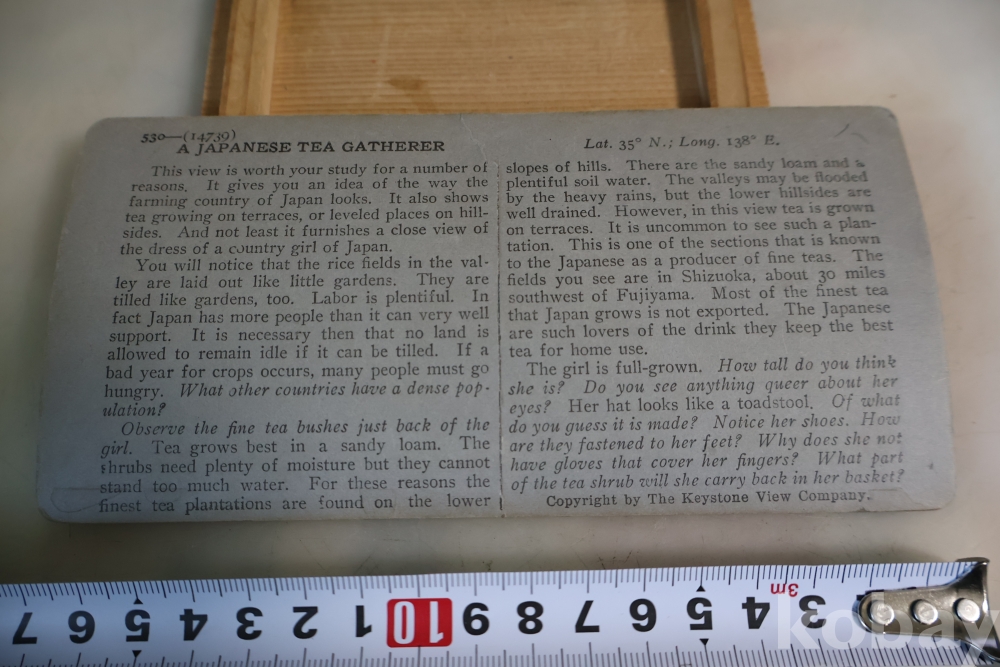 530—(14739)
A JAPANESE TEA GATHERER
Lat. 35° N.; Long. 138° E.
This view is worth your study for a number of
reasons. It gives you an idea of the way the
farming country of Japan looks. It also shows
tea growing on terraces, or leveled places on hill-
sides. And not least it furnishes a close view of
the dress of a country girl of Japan.
You will notice that the rice fields in the val-
ley are laid out like little gardens. They are
tilled like gardens, too. Labor is plentiful. In
fact Japan has more people than it can very well
support. It is necessary then that no land is
allowed to remain idle if it can be tilled. If a
bad year for crops occurs, many people must go
hungry. What other countries have a dense pop-
ulation?
Observe the fine tea bushes just back of the
girl. Tea grows best in a sandy loam. The
shrubs need plenty of moisture but they cannot
stand too much water. For these reasons the
finest tea plantations are found on the lower
slopes of hills. There are the sandy loam and a
plentiful soil water. The valleys may be flooded
by the heavy rains, but the lower hillsides are
well drained. However, in this view tea is grown
on terraces. It is uncommon to see such a plan-
tation. This is one of the sections that is known
to the Japanese as a producer of fine teas. The
fields you see are in Shizuoka, about 30 miles
southwest of Fujiyama. Most of the finest tea
that Japan grows is not exported. The Japanese
are such lovers of the drink they keep the best
tea for home use.
The girl is full-grown. How tall do you think
she is? Do you see anything queer about her
eyes? Her hat looks like a toadstool. Of what
do you guess it is made? Notice her shoes. How
are they fastened to her feet? Why does she not
have gloves that cover her fingers? What part
of the tea shrub will she carry back in her basket?
Copyright by The Keystone View Company.
7 6 5 4 3 2 1 10 9 8 7 6 5 4 3m 3
kobay